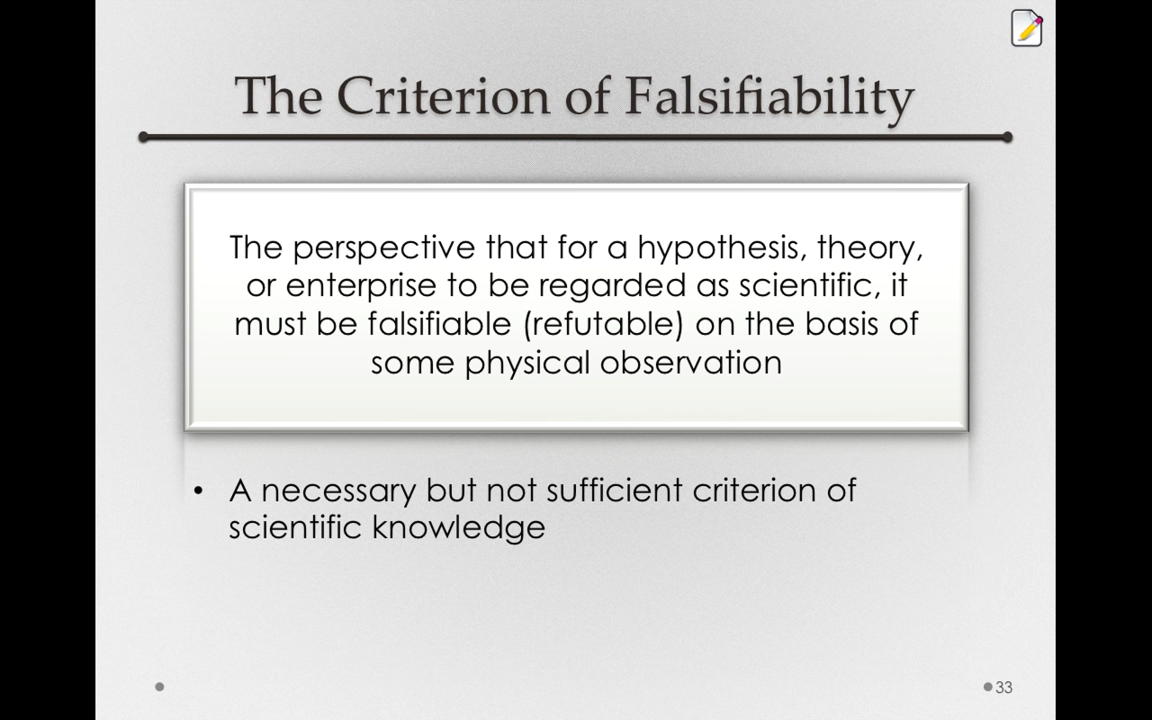 The Criterion of Falsifiability
The perspective that for a hypothesis, theory,
or enterprise to be regarded as scientific, it
must be falsifiable (refutable) on the basis of
some physical observation
• A necessary but not sufficient criterion of
scientific knowledge
33